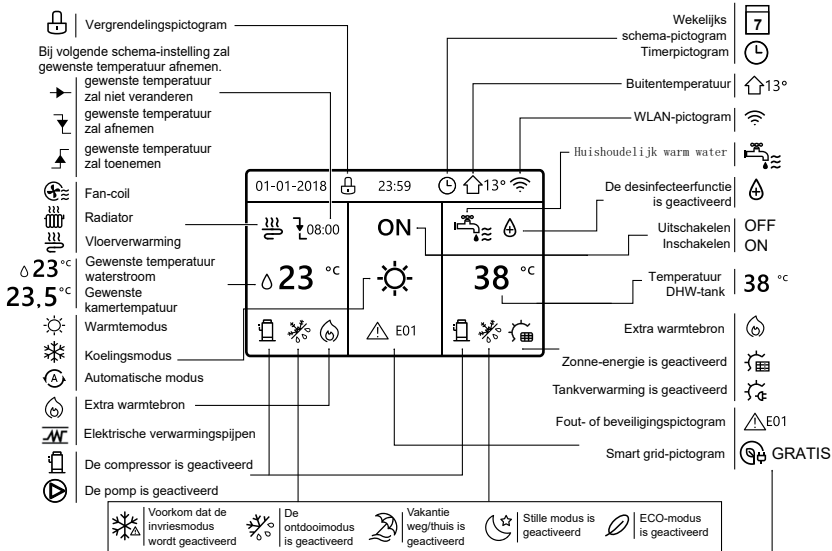 Vergrendelingspictogram
Bij volgende schema-instelling zal
gewenste temperatuur afnemen.
gewenste temperatuur
zal niet veranderen
gewenste temperatuur
zal afnemen
gewenste temperatuur
zal toenemen
Fan-coil
Radiator
Vloerverwarming
23 °C Gewenste temperatuur
waterstroom
23,5 °C Gewenste
kamertempatuur
Warmtemodus
Koelingsmodus
A Automatische modus
Extra warmtebron
Elektrische verwarmingspijpen
De compressor is geactiveerd
De pomp is geactiveerd
01-01-2018 23:59 13°
08:00 ON
23 °C 38 °C
E01
Wekelijks
schema-pictogram 7
Timerpictogram
Buitentemperatuur 13°
WLAN-pictogram
Huishoudelijk warm water
De desinfecteerfunctie
is geactiveerd
Uitschakelen OFF
Inschakelen ON
Temperatuur
DHW-tank 38 °C
Extra warmtebron
Zonne-energie is geactiveerd
Tankverwarming is geactiveerd
Fout- of beveiligingspictogram E01
Smart grid-pictogram GRATIS
Voorkom dat de
invriesmodus
wordt geactiveerd
De
ontdooimodus
is geactiveerd
Vakantie
weg/thuis is
geactiveerd
Stille modus is
geactiveerd
ECO-modus
is geactiveerd